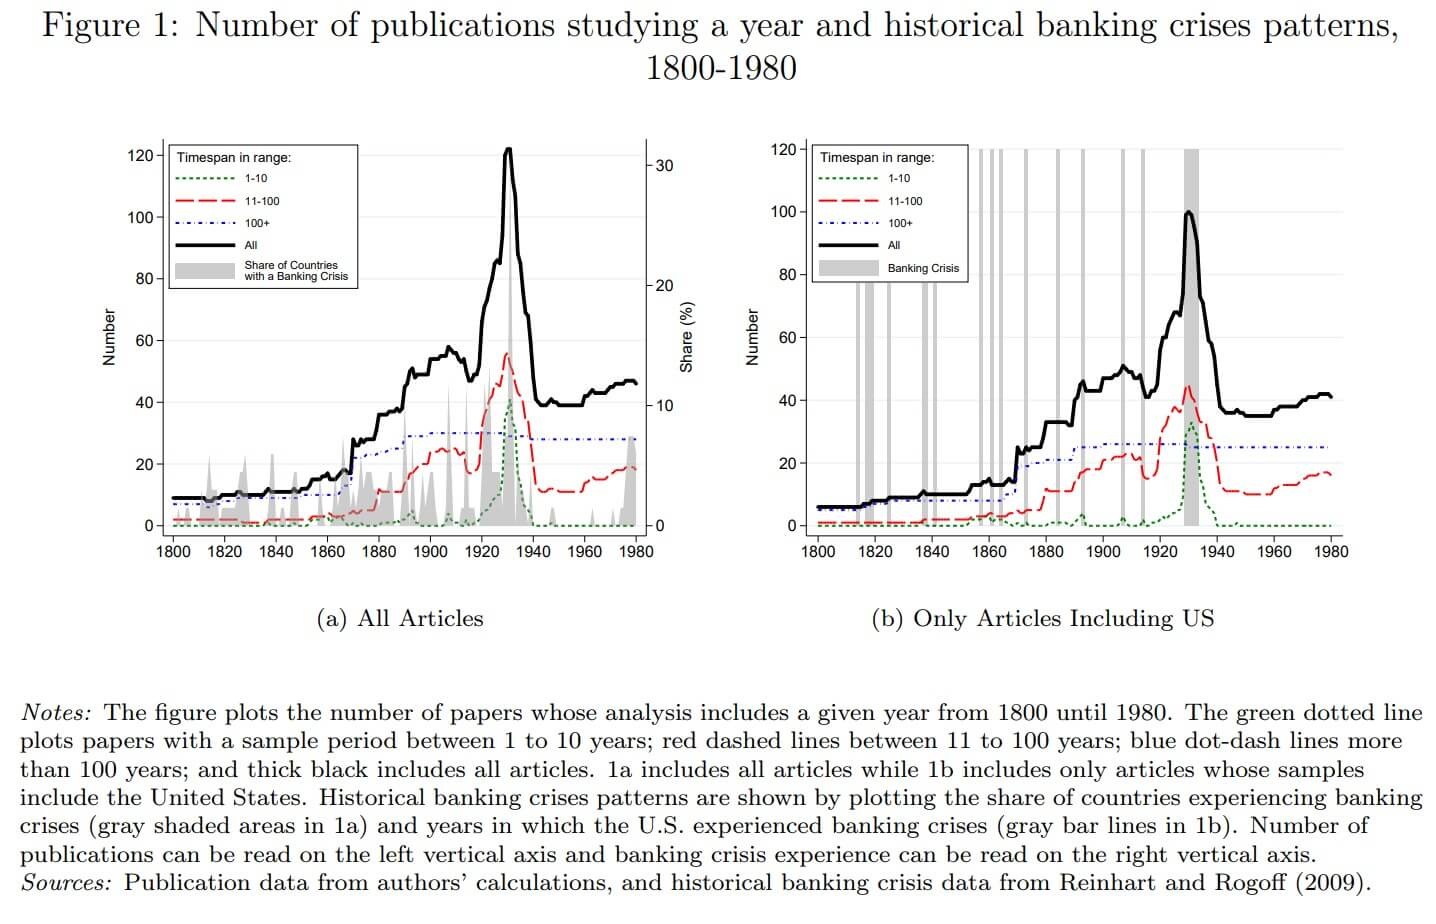 Figure 1: Number of publications studying a year and historical banking crises patterns,
1800-1980
Timespan in range:
1-10
11-100
100+
All
Share of Countries
with a Banking Crisis
Number
120
100
80
60
40
20
0
30
20
10
0
Share (%)
1800 1820 1840 1860 1880 1900 1920 1940 1960 1980
(a) All Articles
Timespan in range:
1-10
11-100
100+
All
Banking Crisis
Number
120
100
80
60
40
20
0
1800 1820 1840 1860 1880 1900 1920 1940 1960 1980
(b) Only Articles Including US
Notes: The figure plots the number of papers whose analysis includes a given year from 1800 until 1980. The green dotted line
plots papers with a sample period between 1 to 10 years; red dashed lines between 11 to 100 years; blue dot-dash lines more
than 100 years; and thick black includes all articles. 1a includes all articles while 1b includes only articles whose samples
include the United States. Historical banking crises patterns are shown by plotting the share of countries experiencing banking
crises (gray shaded areas in 1a) and years in which the U.S. experienced banking crises (gray bar lines in 1b). Number of
publications can be read on the left vertical axis and banking crisis experience can be read on the right vertical axis.
Sources: Publication data from authors' calculations, and historical banking crisis data from Reinhart and Rogoff (2009).